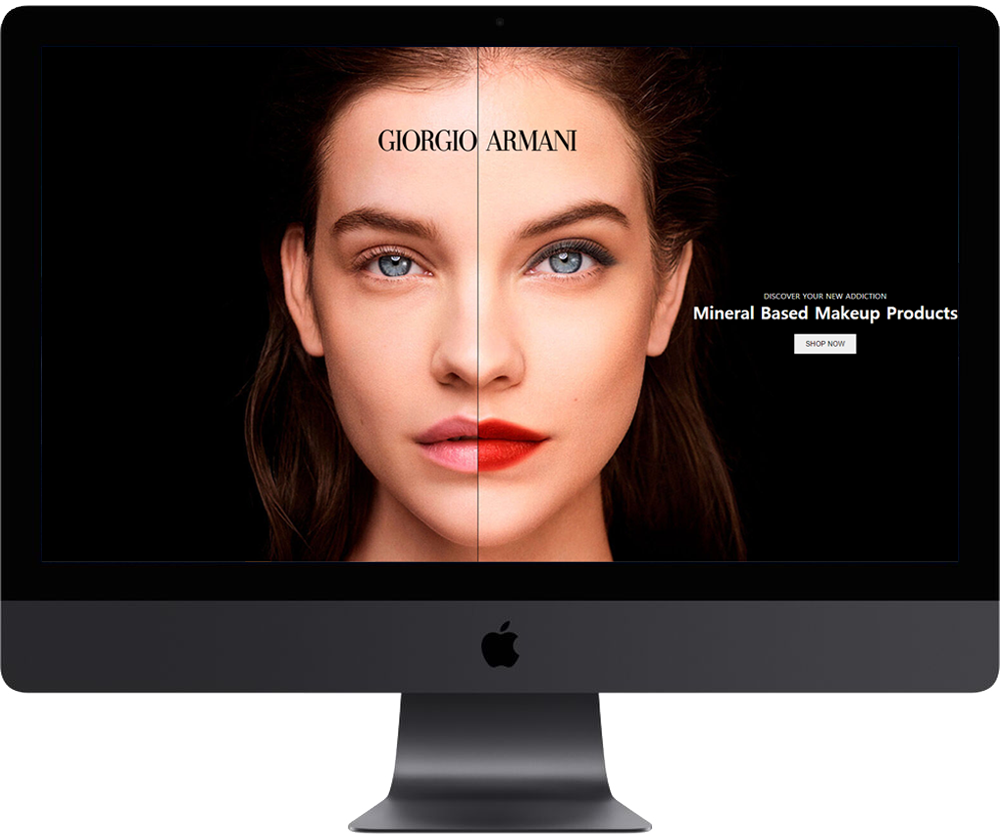 GIORGIO ARMANI
DISCOVER YOUR NEW ADDICTION
Mineral Based Makeup Products
SHOP NOW